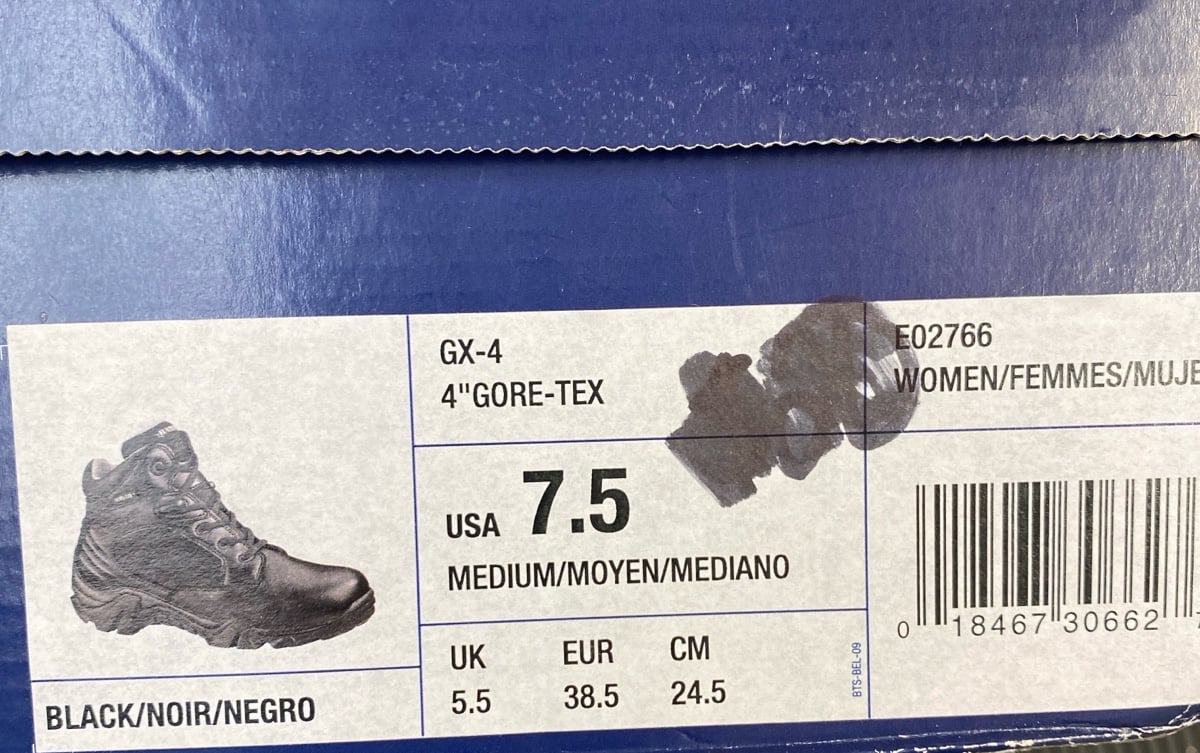 GX-4
4"GORE-TEX
E02766
WOMEN/FEMMES/MUJE
USA 7.5
MEDIUM/MOYEN/MEDIANO
UK EUR CM
5.5 38.5 24.5
BTS-BEL-09
0 18467 30662
BLACK/NOIR/NEGRO